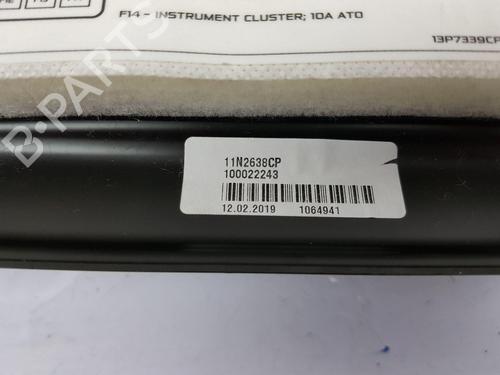 F14 - INSTRUMENT CLUSTER; 10A ATO
13P7339CP
B-PARTS
11N2638CP
100022243
12.02.2019 1064941